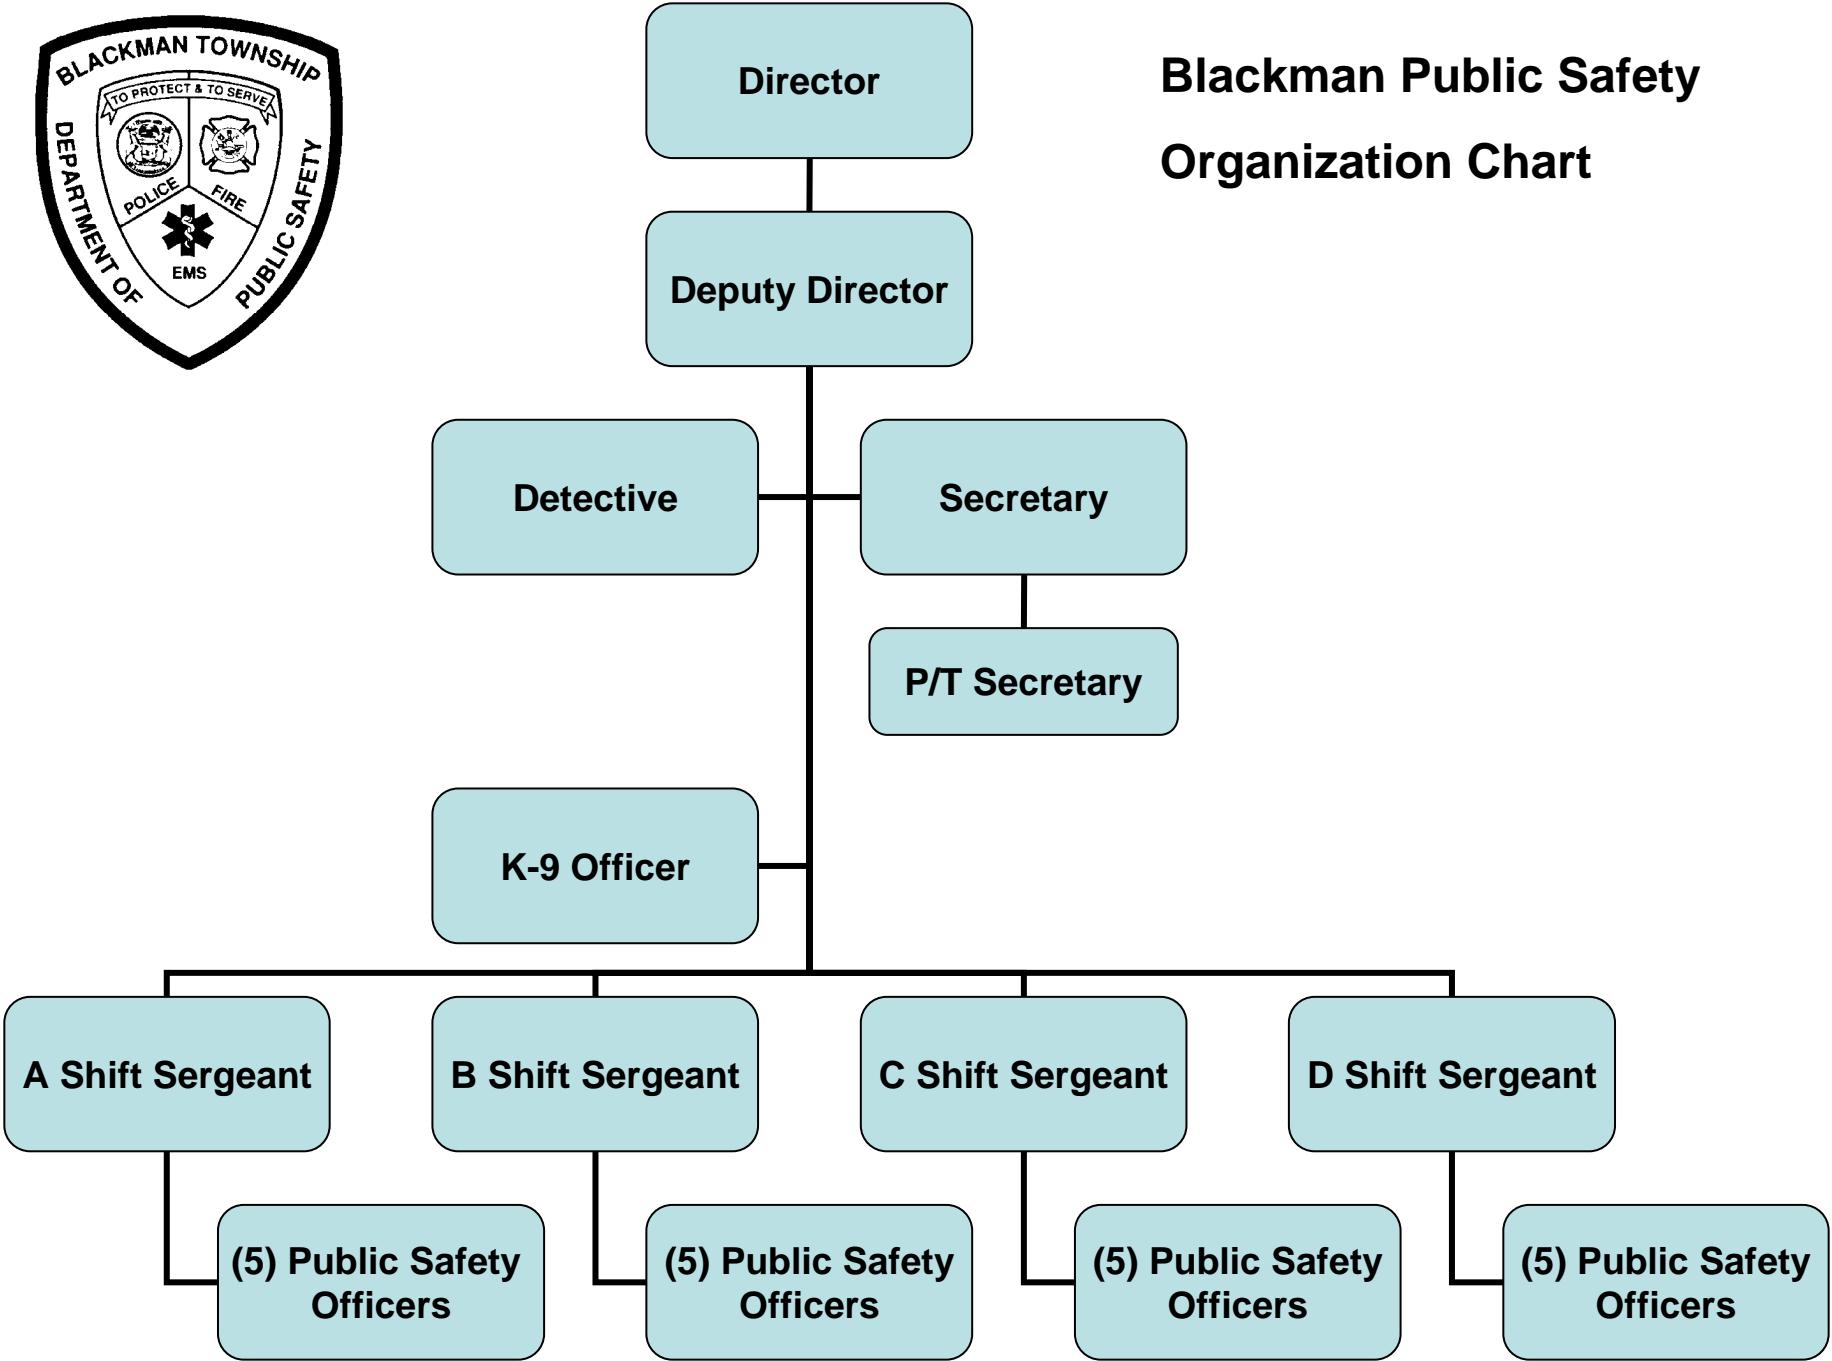 BLACKMAN TOWNSHIP
DEPARTMENT OF
PUBLIC SAFETY
TO PROTECT & TO SERVE
POLICE
FIRE
EMS
Blackman Public Safety
Organization Chart
Director
Deputy Director
Detective
Secretary
P/T Secretary
K-9 Officer
A Shift Sergeant
B Shift Sergeant
C Shift Sergeant
D Shift Sergeant
(5) Public Safety
Officers
(5) Public Safety
Officers
(5) Public Safety
Officers
(5) Public Safety
Officers